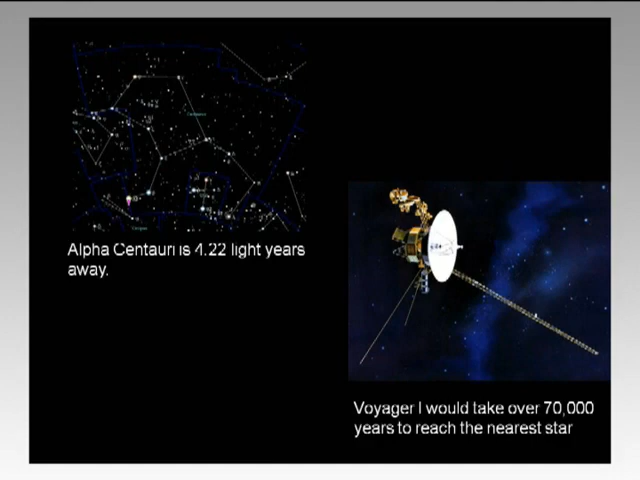 Alpha Centauri is 4.22 light years
away.
Voyager I would take over 70,000
years to reach the nearest star